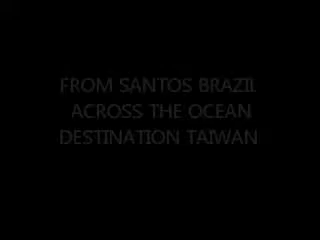 FROM SANTOS BRAZIL
ACROSS THE OCEAN
DESTINATION TAIWAN